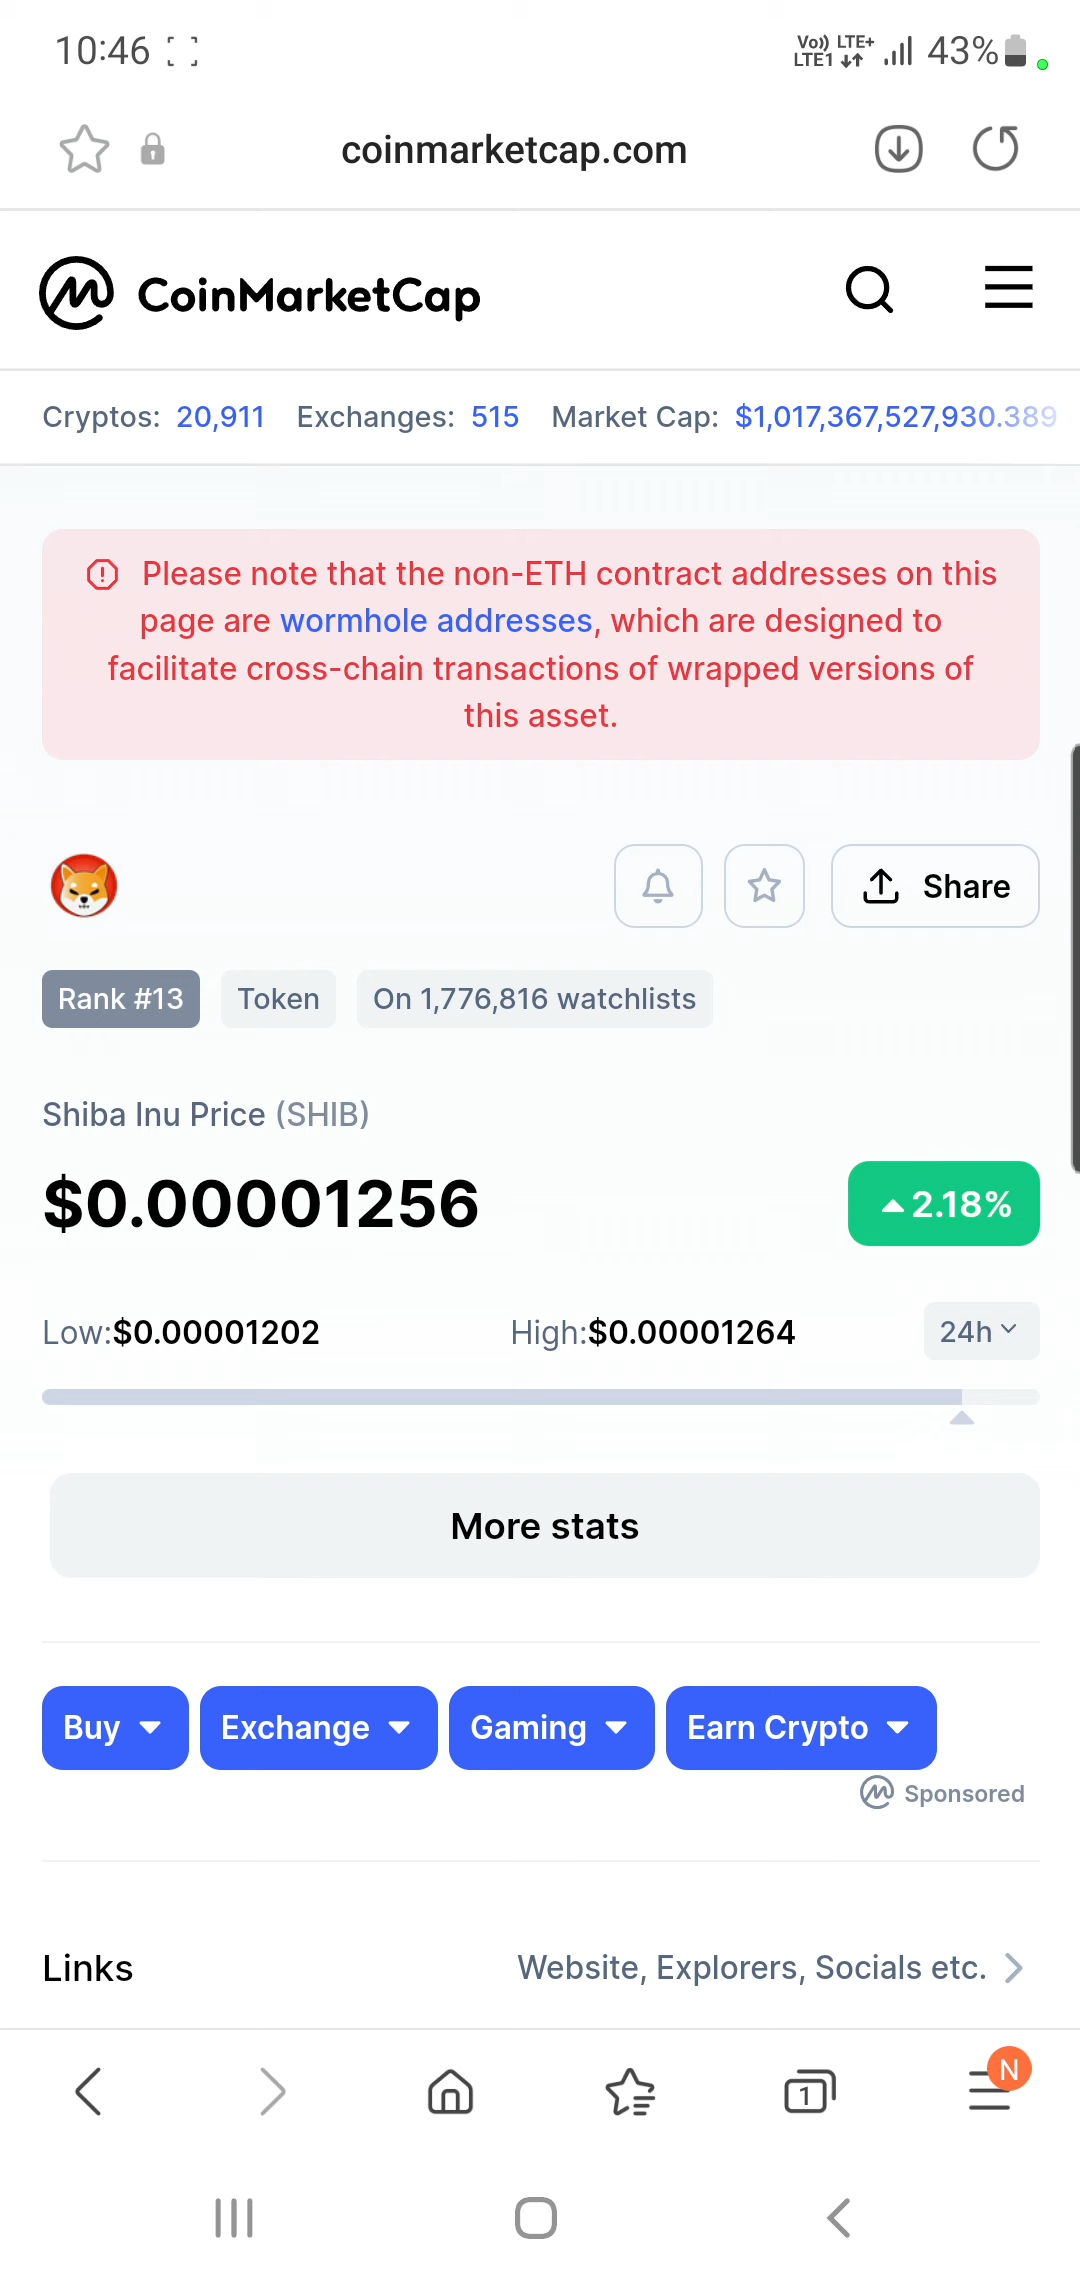 10:46
Vo)) LTE+
LTE1
43%
coinmarketcap.com
CoinMarketCap
Cryptos: 20,911 Exchanges: 515 Market Cap: $1,017,367,527,930.389
Please note that the non-ETH contract addresses on this
page are wormhole addresses, which are designed to
facilitate cross-chain transactions of wrapped versions of
this asset.
Share
Rank #13 Token On 1,776,816 watchlists
Shiba Inu Price (SHIB)
$0.00001256
2.18%
Low:$0.00001202 High:$0.00001264 24h
More stats
Buy Exchange Gaming Earn Crypto
Sponsored
Links Website, Explorers, Socials etc.
1
N